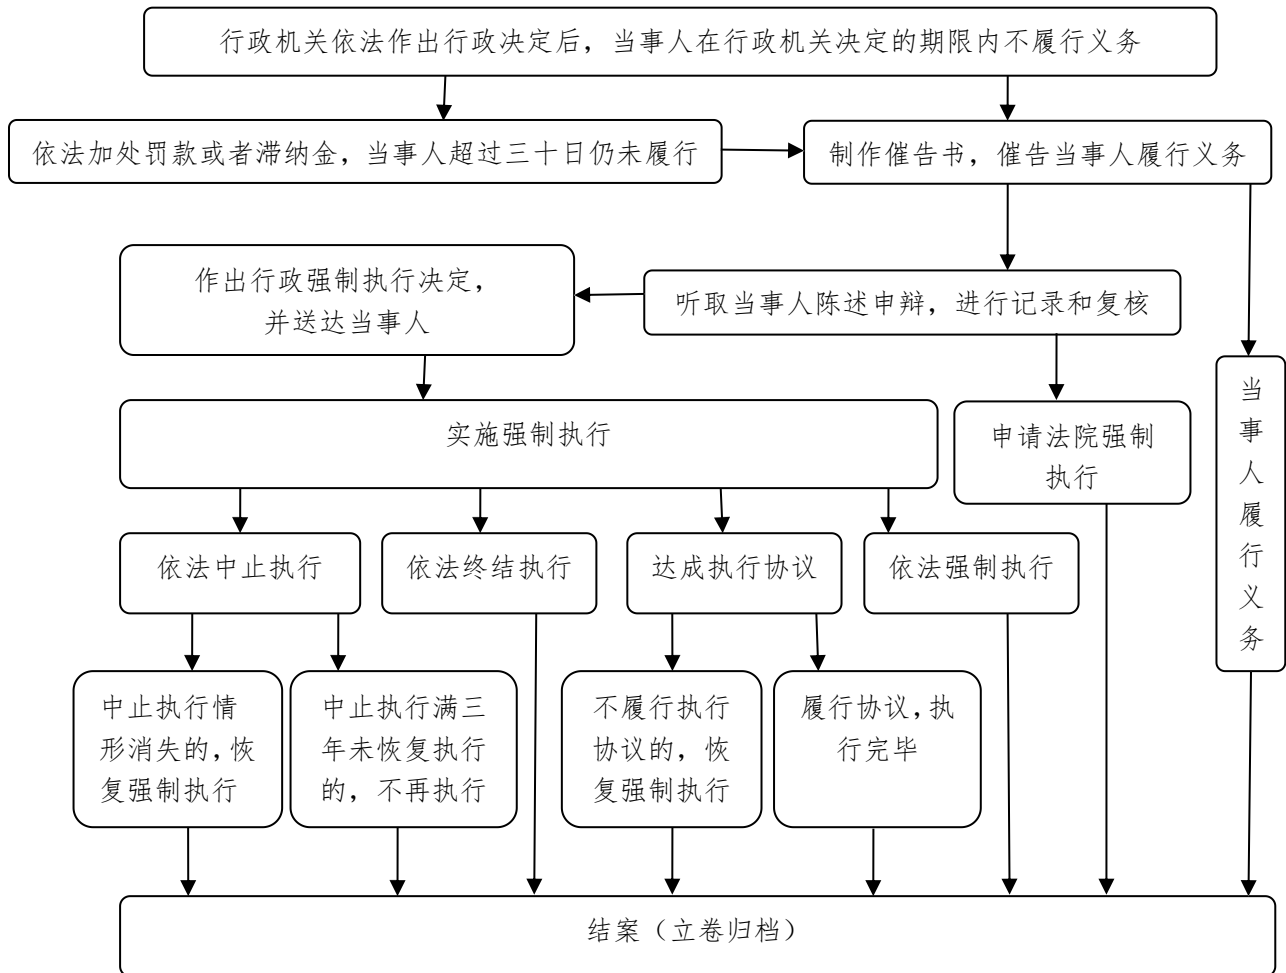 行政机关依法作出行政决定后，当事人在行政机关决定的期限内不履行义务
依法加处罚款或者滞纳金，当事人超过三十日仍未履行
制作催告书，催告当事人履行义务
作出行政强制执行决定，
并送达当事人
听取当事人陈述申辩，进行记录和复核
当事人履行义务
实施强制执行
申请法院强制
执行
依法中止执行
依法终结执行
达成执行协议
依法强制执行
中止执行情
形消失的，恢
复强制执行
中止执行满三
年未恢复执行
的，不再执行
不履行执行
协议的，恢
复强制执行
履行协议，执
行完毕
结案（立卷归档）